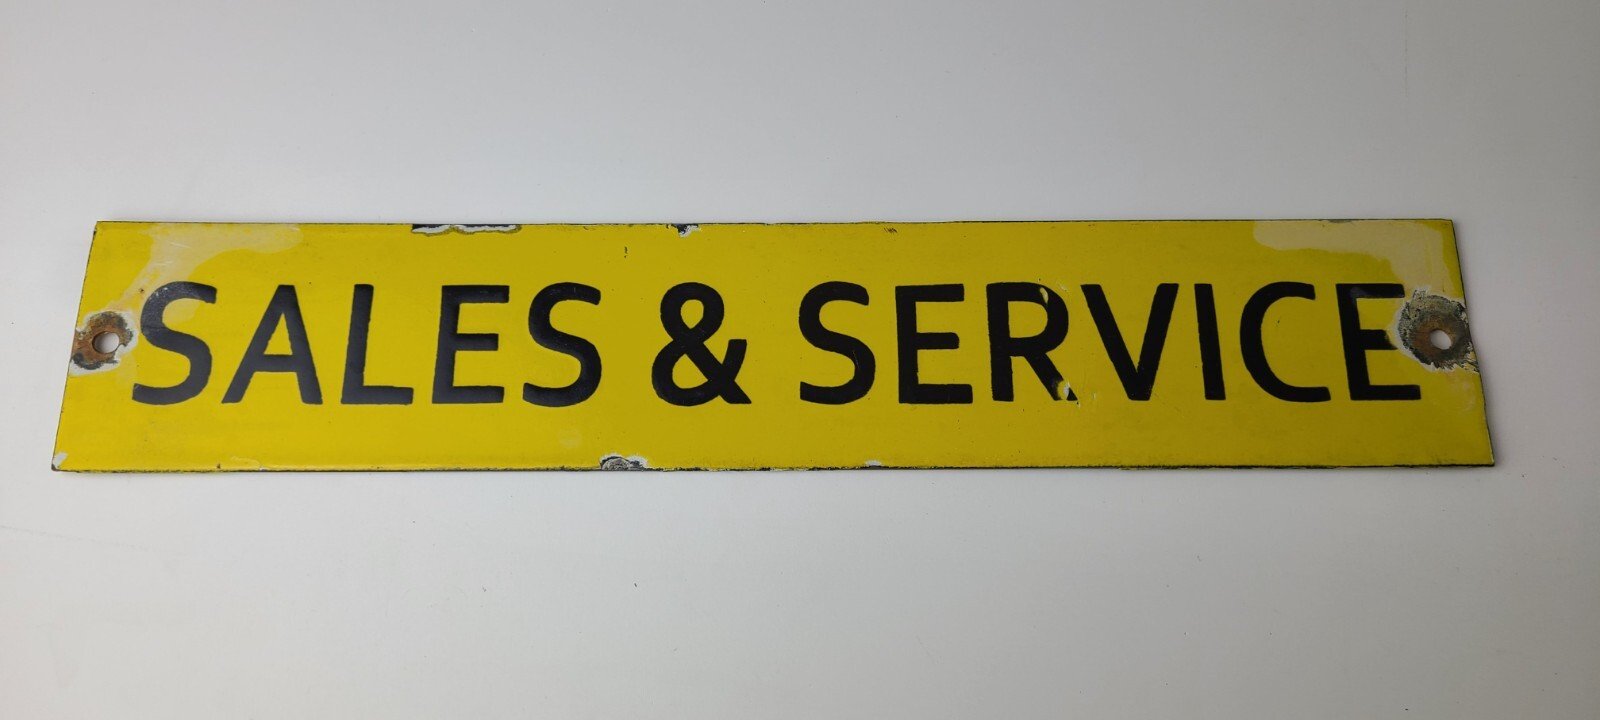 SALES & SERVICE